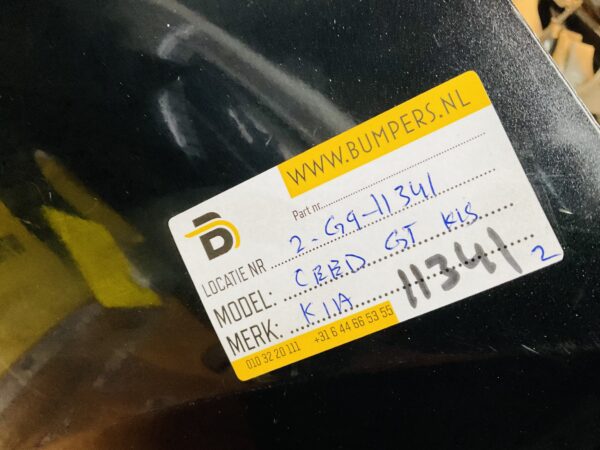 WWW.BUMPERS.NL
Part nr
B
LOCATIE NR 2-G9-11341
MODEL: CEED GT KLS
MERK: KIIA 11341 2
010 32 20 111 +31 6 44 66 53 55